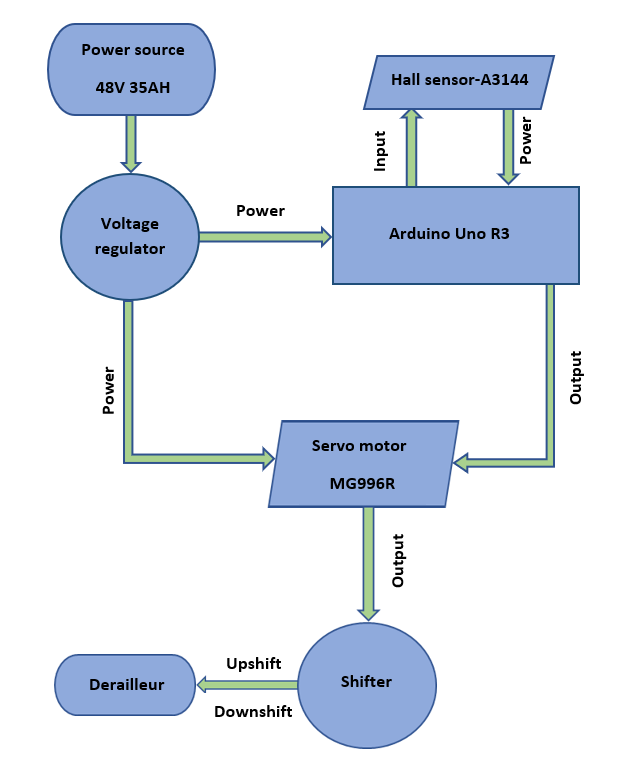 Power source
48V 35AH
Hall sensor-A3144
Input
Power
Voltage
regulator
Power
Arduino Uno R3
Power
Output
Servo motor
MG996R
Output
Upshift
Derailleur
Shifter
Downshift